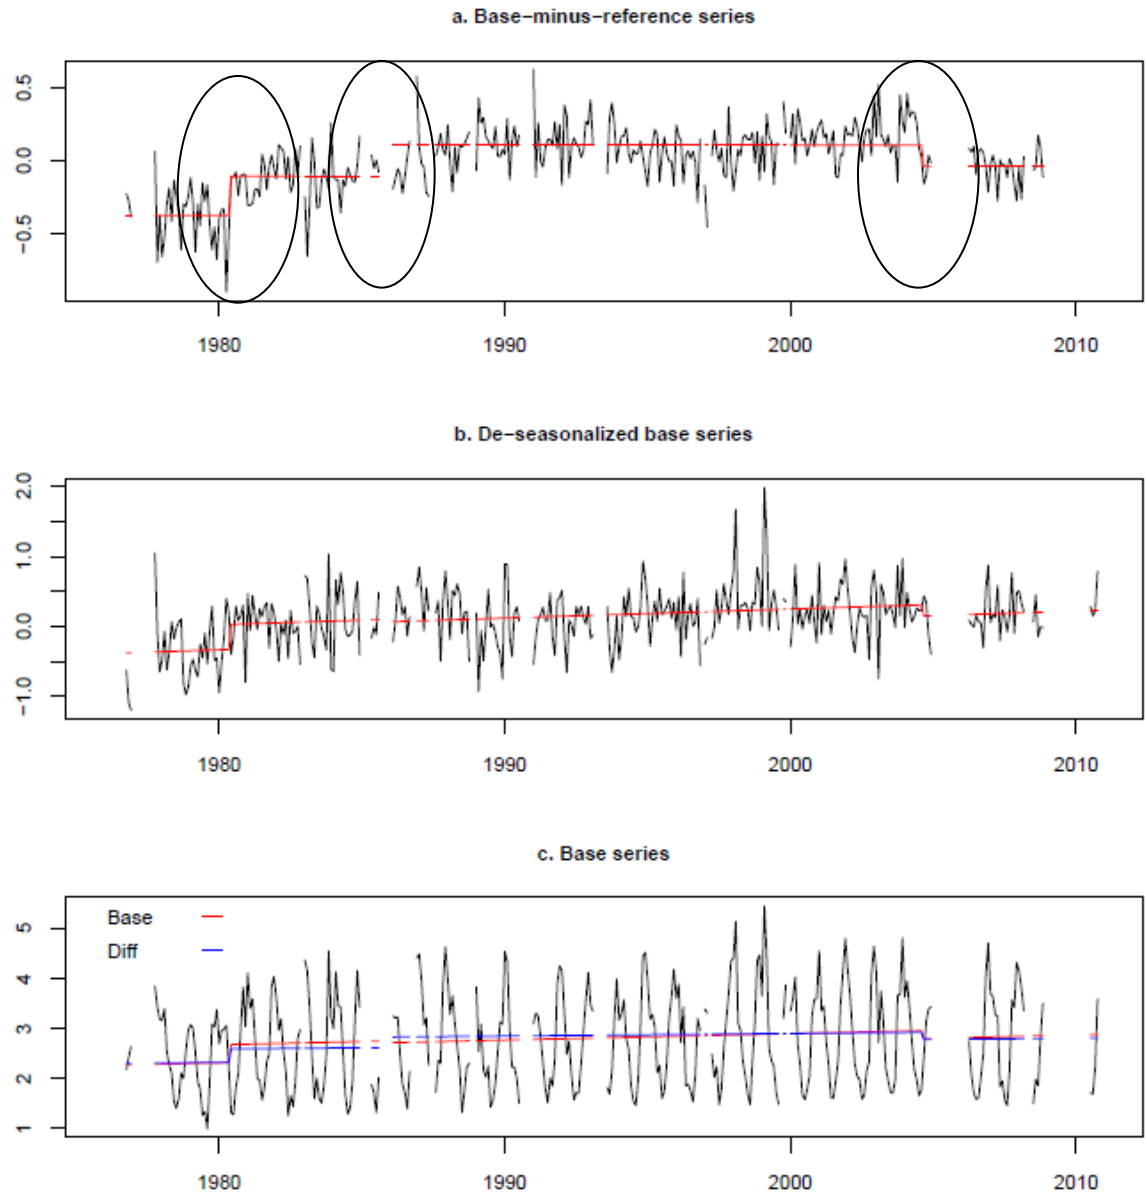 a. Base−minus−reference series
0.5
0.0
−0.5
1980 1990 2000 2010
b. De−seasonalized base series
2.0
1.0
0.0
−1.0
1980 1990 2000 2010
c. Base series
Base
Diff
5
4
3
2
1
1980 1990 2000 2010